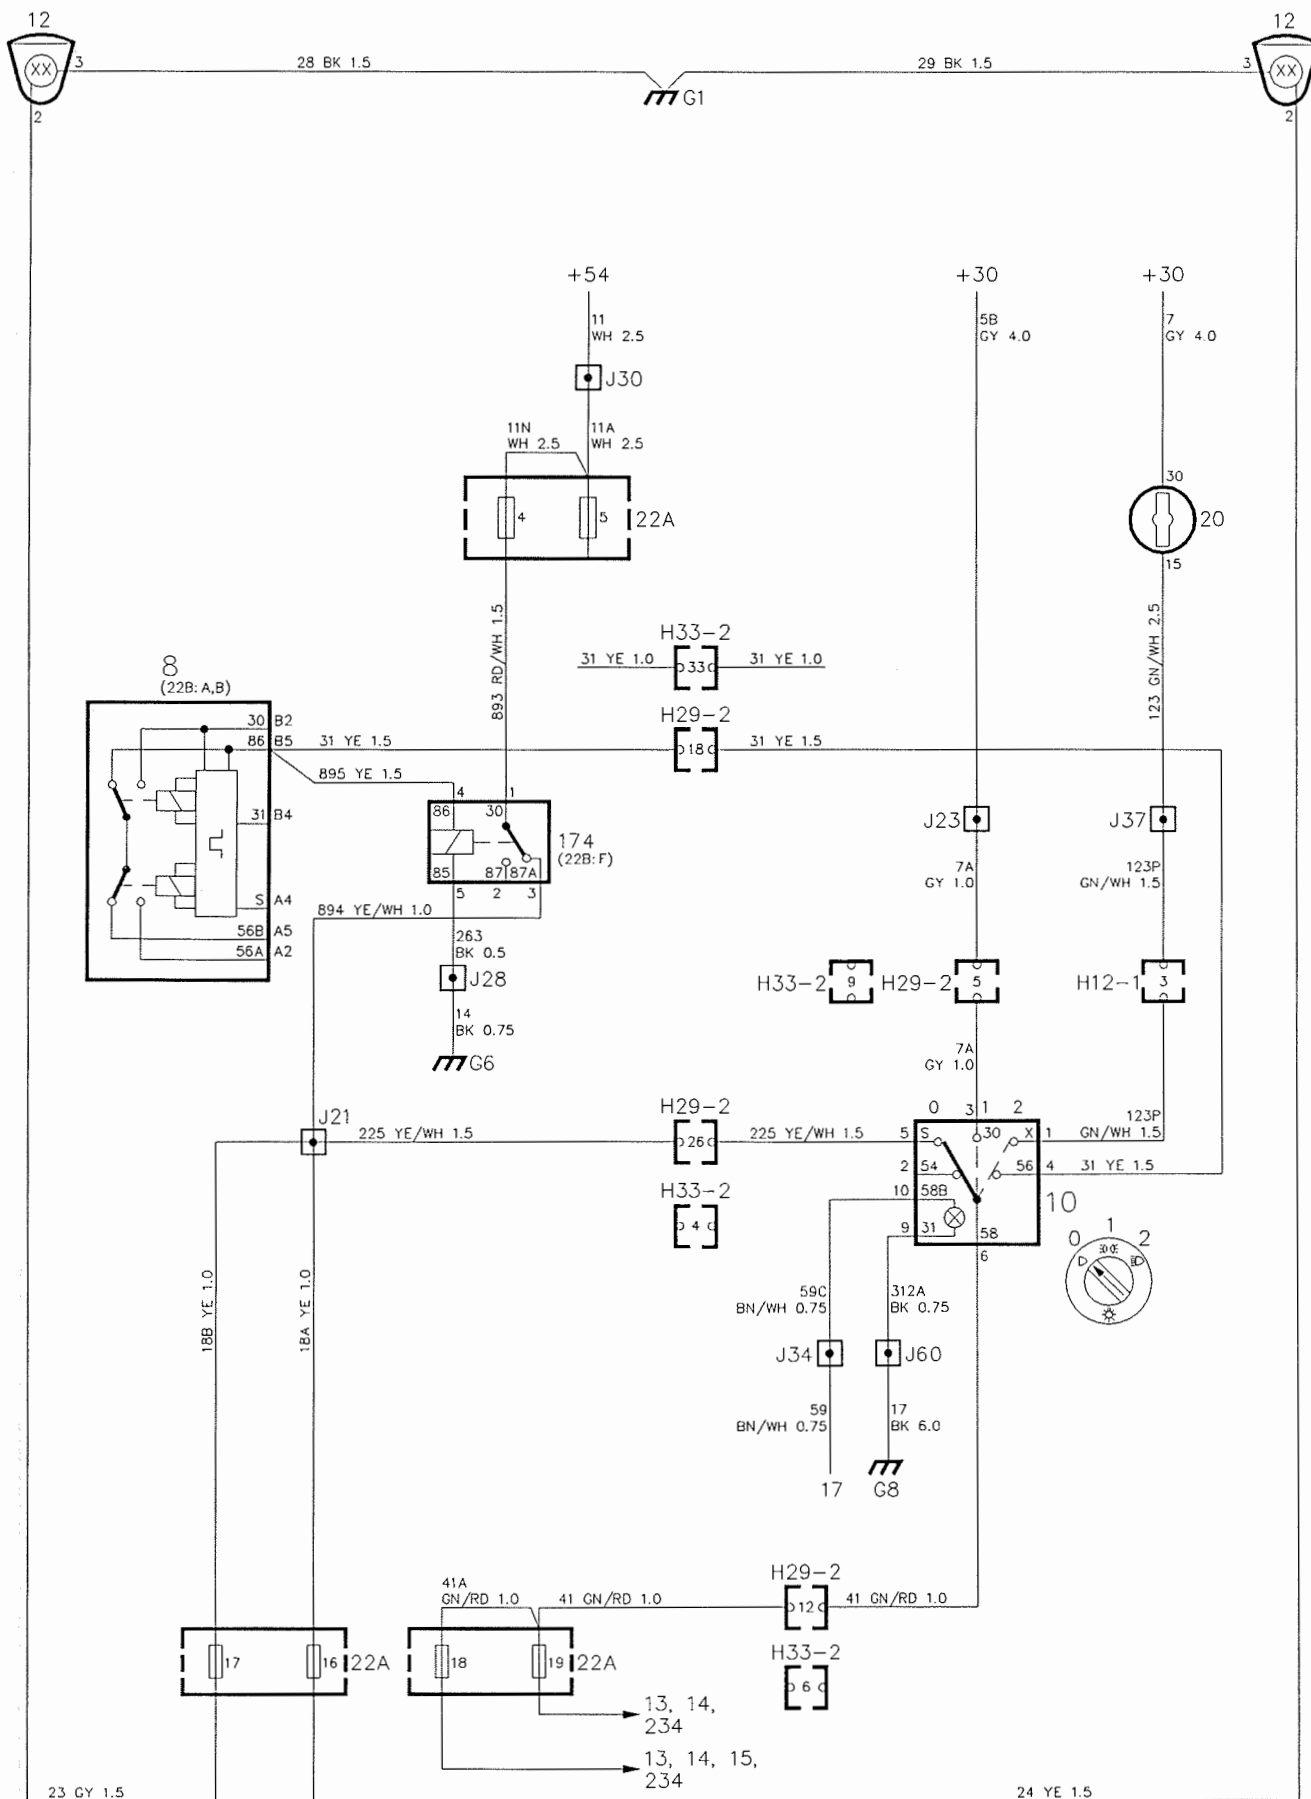 12
12
XX
3
28 BK 1.5
29 BK 1.5
3
XX
G1
2
2
+54
+30
+30
11
WH 2.5
5B
GY 4.0
7
GY 4.0
J30
11N
WH 2.5
11A
WH 2.5
30
4
5
22A
20
15
893 RD/WH 1.5
123 GN/WH 2.5
H33-2
31 YE 1.0
33
31 YE 1.0
8
(22B: A,B)
H29-2
30 B2
86 B5
31 YE 1.5
18
31 YE 1.5
895 YE 1.5
4
1
86
30
31 B4
174
(22B: F)
J23
J37
85
87
87A
5
2
3
7A
GY 1.0
123P
GN/WH 1.5
S A4
894 YE/WH 1.0
56B A5
56A A2
263
BK 0.5
J28
H33-2
9
H29-2
5
H12-1
3
14
BK 0.75
G6
7A
GY 1.0
J21
H29-2
0
3
1
2
123P
GN/WH 1.5
225 YE/WH 1.5
26
225 YE/WH 1.5
5
S
30
X
1
2
54
56
4
31 YE 1.5
H33-2
4
10
58B
10
9
31
58
6
0
1
2
18B YE 1.0
18A YE 1.0
59C
BN/WH 0.75
312A
BK 0.75
J34
J60
59
BN/WH 0.75
17
BK 6.0
17
G8
H29-2
41A
GN/RD 1.0
41 GN/RD 1.0
12
41 GN/RD 1.0
17
16
22A
18
19
22A
H33-2
6
13, 14,
234
13, 14, 15,
234
23 GY 1.5
24 YE 1.5